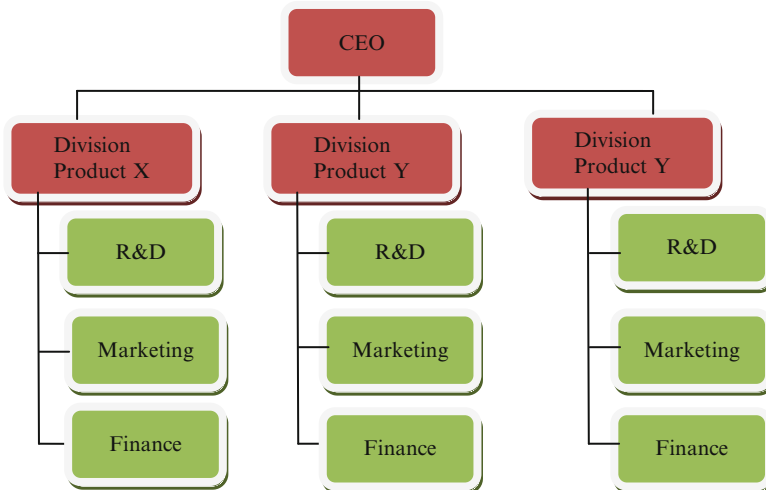 CEO
Division
Product X
Division
Product Y
Division
Product Y
R&D
R&D
R&D
Marketing
Marketing
Marketing
Finance
Finance
Finance